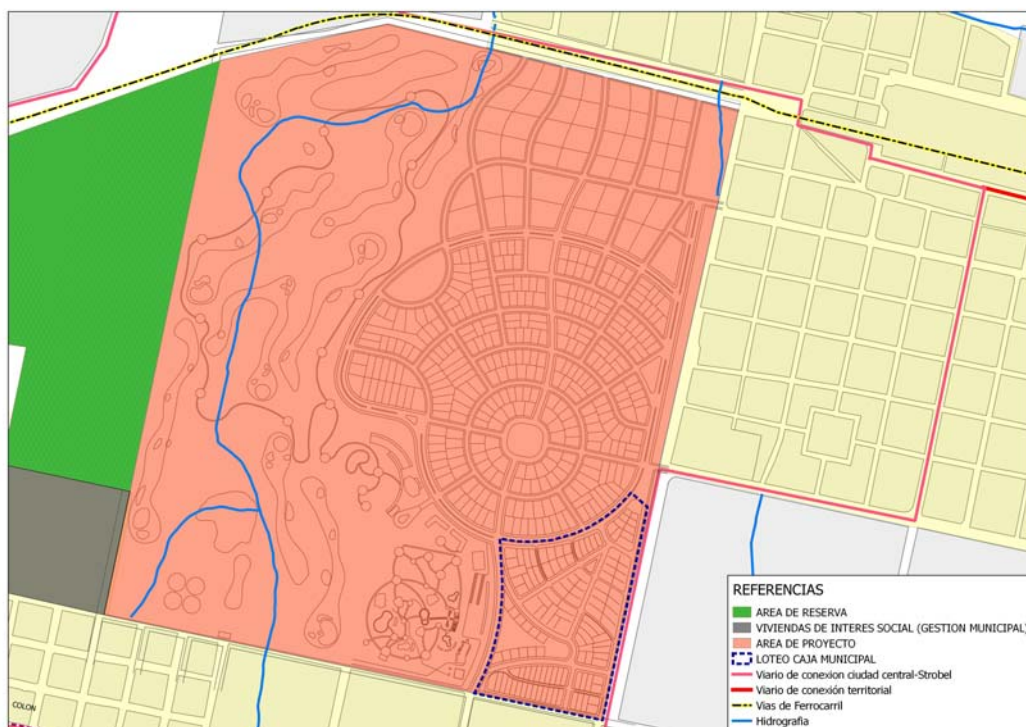 COLON
REFERENCIAS
AREA DE RESERVA
VIVIENDAS DE INTERES SOCIAL (GESTION MUNICIPAL)
AREA DE PROYECTO
LOTEO CAJA MUNICIPAL
Viario de conexion ciudad central-Strobel
Viario de conexión territorial
Vias de Ferrocarril
Hidrografia